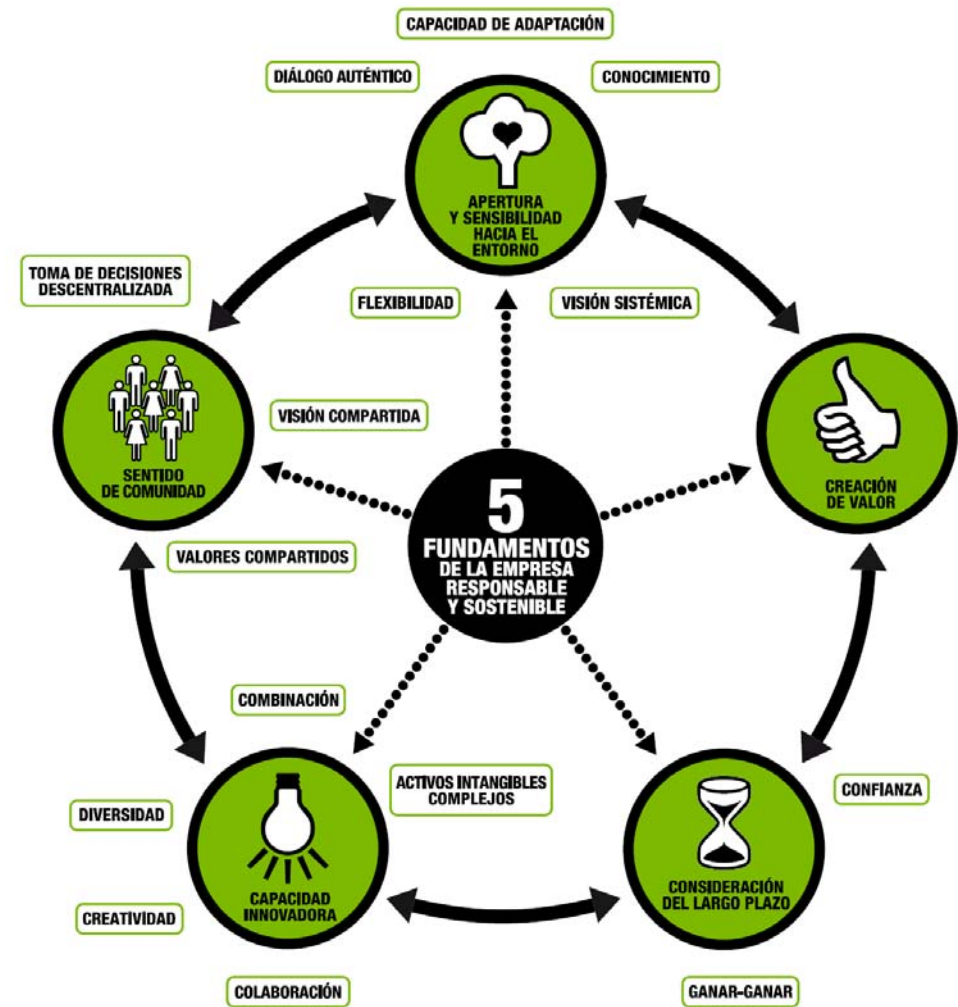 CAPACIDAD DE ADAPTACIÓN
DIÁLOGO AUTÉNTICO
CONOCIMIENTO
APERTURA
Y SENSIBILIDAD
HACIA EL
ENTORNO
TOMA DE DECISIONES
DESCENTRALIZADA
FLEXIBILIDAD
VISIÓN SISTÉMICA
VISIÓN COMPARTIDA
SENTIDO
DE COMUNIDAD
CREACIÓN
DE VALOR
5
FUNDAMENTOS
DE LA EMPRESA
RESPONSABLE
Y SOSTENIBLE
VALORES COMPARTIDOS
COMBINACIÓN
ACTIVOS INTANGIBLES
COMPLEJOS
CONFIANZA
DIVERSIDAD
CAPACIDAD
INNOVADORA
CONSIDERACIÓN
DEL LARGO PLAZO
CREATIVIDAD
COLABORACIÓN
GANAR-GANAR